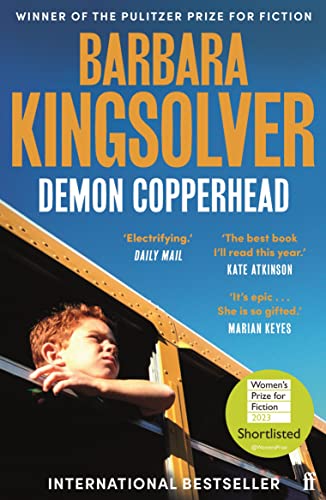 WINNER OF THE PULITZER PRIZE FOR FICTION
BARBARA
KINGSOLVER
DEMON COPPERHEAD
‘Electrifying.’
DAILY MAIL
‘The best book
I’ll read this year.’
KATE ATKINSON
‘It’s epic . . .
She is so gifted.’
MARIAN KEYES
Women’s
Prize for
Fiction
2023
Shortlisted
@WomensPrize
ff
INTERNATIONAL BESTSELLER